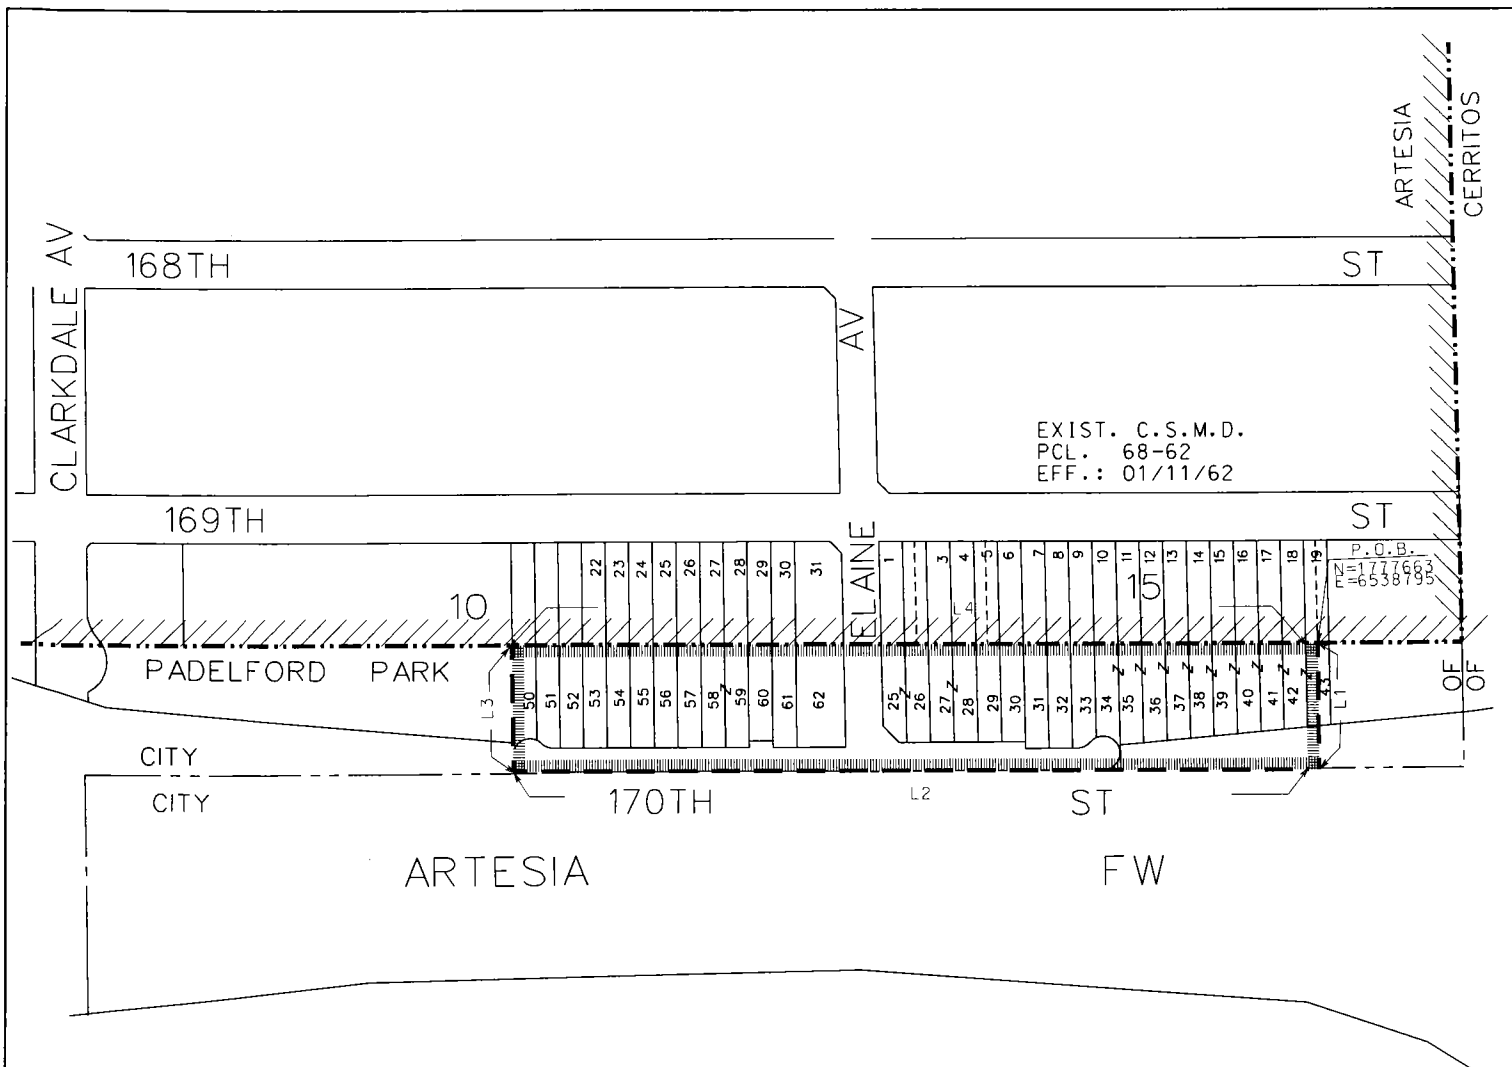 ARTESIA
CERRITOS
CLARKDALE AV
168TH ST
AV
EXIST. C.S.M.D.
PCL. 68-62
EFF.: 01/11/62
169TH ST
ELAINE
P.O.B.
N=1777663
E=6538795
22 23 24 25 26 27 28 29 30 31
1 3 4 5 6 7 8 9 10 11 12 13 14 15 16 17 18 19
10
15
L4
PADELFORD PARK
L3
50 51 52 53 54 55 56 57 58 59 60 61 62
25 26 27 28 29 30 31 32 33 34 35 36 37 38 39 40 41 42 43
L1
CITY OF
CITY OF
170TH ST
L2
ARTESIA FW